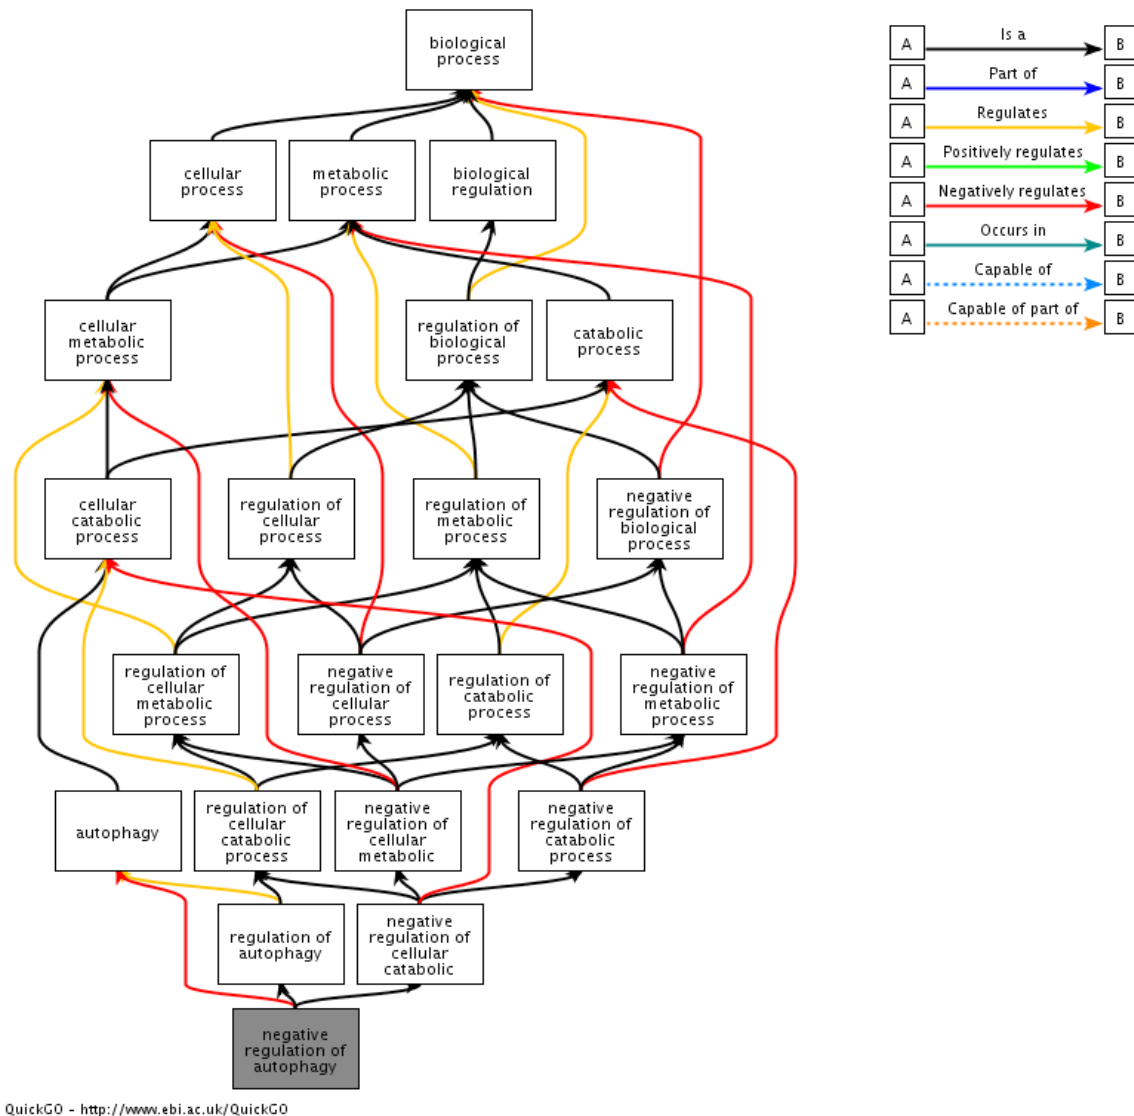 biological
process
cellular
process
metabolic
process
biological
regulation
cellular
metabolic
process
regulation of
biological
process
catabolic
process
cellular
catabolic
process
regulation of
cellular
process
regulation of
metabolic
process
negative
regulation of
biological
process
regulation of
cellular
metabolic
process
negative
regulation of
cellular
process
regulation of
catabolic
process
negative
regulation of
metabolic
process
autophagy
regulation of
cellular
catabolic
process
negative
regulation of
cellular
metabolic
negative
regulation of
catabolic
process
regulation of
autophagy
negative
regulation of
cellular
catabolic
negative
regulation of
autophagy
A Is a B
A Part of B
A Regulates B
A Positively regulates B
A Negatively regulates B
A Occurs in B
A Capable of B
A Capable of part of B
QuickGO - http://www.ebi.ac.uk/QuickGO